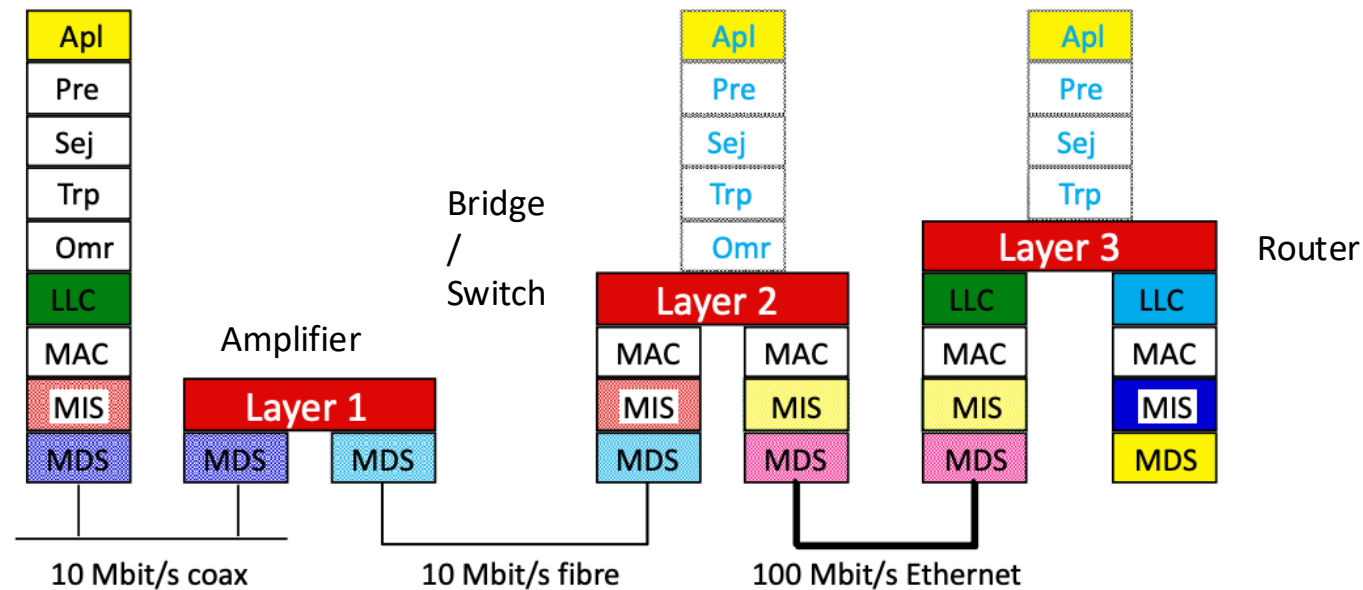 Apl
Pre
Sej
Trp
Omr
LLC
MAC
MIS
MDS
Amplifier
Layer 1
MDS
MDS
Bridge
/
Switch
Apl
Pre
Sej
Trp
Omr
Layer 2
MAC
MAC
MIS
MIS
MDS
MDS
Apl
Pre
Sej
Trp
Layer 3
Router
LLC
LLC
MAC
MAC
MIS
MIS
MDS
MDS
10 Mbit/s coax
10 Mbit/s fibre
100 Mbit/s Ethernet